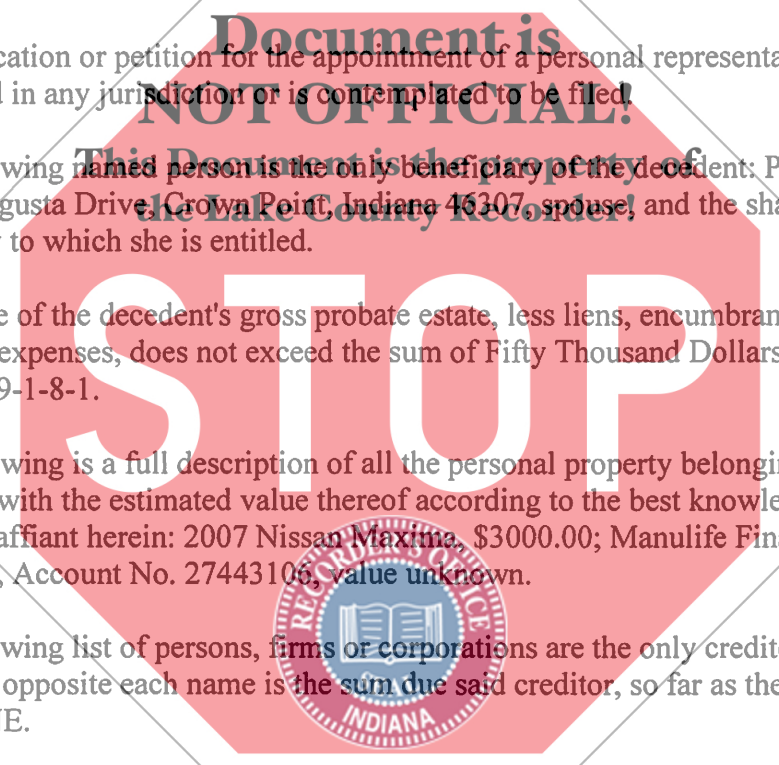 Document is
cation or petition for the appointment of a personal representa
NOT OFFICIAL!
l in any jurisdiction or is contemplated to be filed.
This Document is the property of
wing named person is the only beneficiary of the decedent: P
the Lake County Recorder!
gusta Drive, Crown Point, Indiana 46307, spouse, and the sha
to which she is entitled.
e of the decedent's gross probate estate, less liens, encumbran
expenses, does not exceed the sum of Fifty Thousand Dollars
9-1-8-1.
STOP
wing is a full description of all the personal property belongi
with the estimated value thereof according to the best knowle
affiant herein: 2007 Nissan Maxima, $3000.00; Manulife Fin
, Account No. 27443106, value unknown.
RECORDER'S OFFICE
wing list of persons, firms or corporations are the only credit
opposite each name is the sum due said creditor, so far as the
SEAL
INDIANA
E.